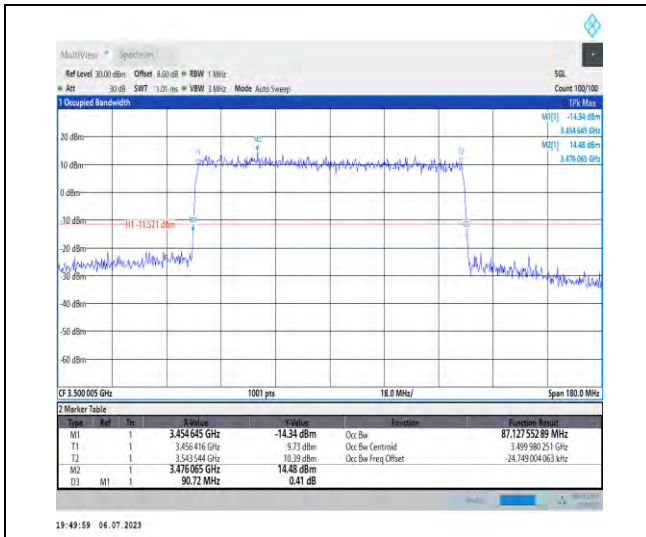 MultiView Spectrum
Ref Level 30.00 dBm Offset 8.60 dB RBW 1 MHz SGL
Att 30 dB SWT 1.01 ms VBW 3 MHz Mode Auto Sweep Count 100/100
1 Occupied Bandwidth 1Pk Max
M1[1] -14.34 dBm
3.454 645 GHz
M2[1] 14.48 dBm
3.476 065 GHz
20 dBm
10 dBm
0 dBm
-10 dBm
H1 -11.521 dBm
-20 dBm
-30 dBm
-40 dBm
-50 dBm
-60 dBm
T1
M2
T2
CF 3.500 005 GHz 1001 pts 18.0 MHz/ Span 180.0 MHz
2 Marker Table
Type Ref Trc X-Value Y-Value Function Function Result
M1 1 3.454 645 GHz -14.34 dBm Occ Bw 87.127 552 89 MHz
T1 1 3.456 416 GHz 9.73 dBm Occ Bw Centroid 3.499 980 251 GHz
T2 1 3.543 544 GHz 10.39 dBm Occ Bw Freq Offset -24.749 004 063 kHz
M2 1 3.476 065 GHz 14.48 dBm
D3 M1 1 90.72 MHz 0.41 dB
19:49:59 06.07.2023